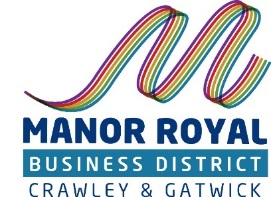 MANOR ROYAL
BUSINESS DISTRICT
CRAWLEY & GATWICK